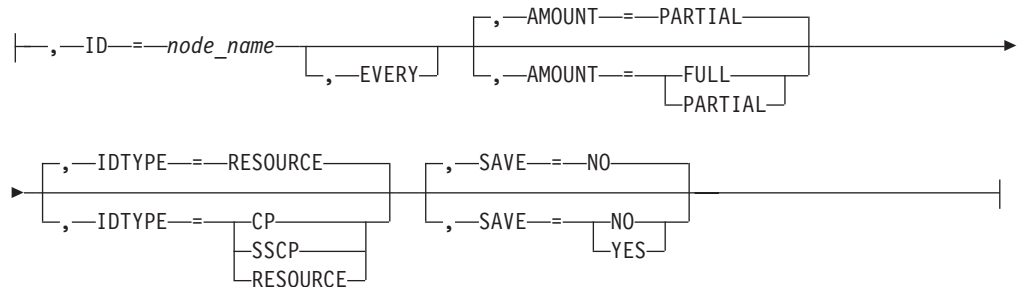 , AMOUNT = PARTIAL
, ID = node_name
, EVERY
, AMOUNT = FULL
PARTIAL
, IDTYPE = RESOURCE
, SAVE = NO
, IDTYPE = CP
SSCP
RESOURCE
, SAVE = NO
YES